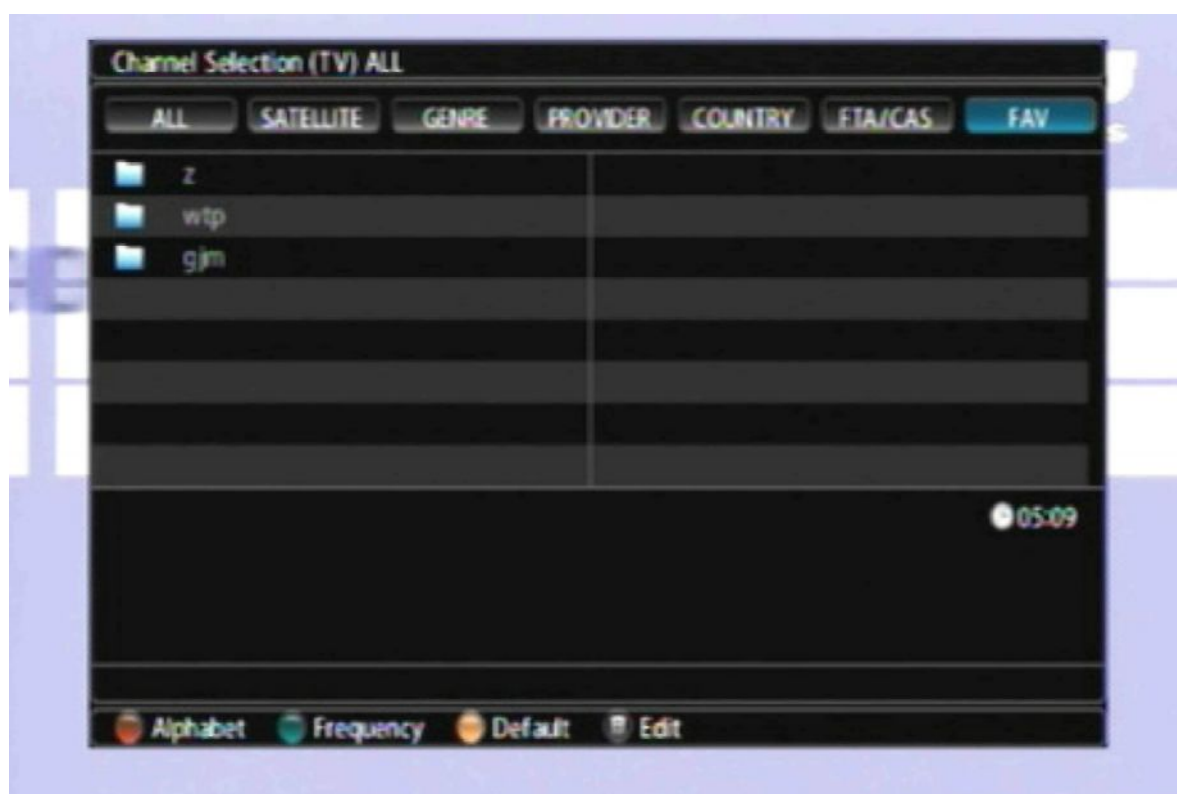 Channel Selection (TV) ALL
ALL SATELLITE GENRE PROVIDER COUNTRY FTA/CAS FAV
z
wtp
gjm
05:09
Alphabet Frequency Default Edit